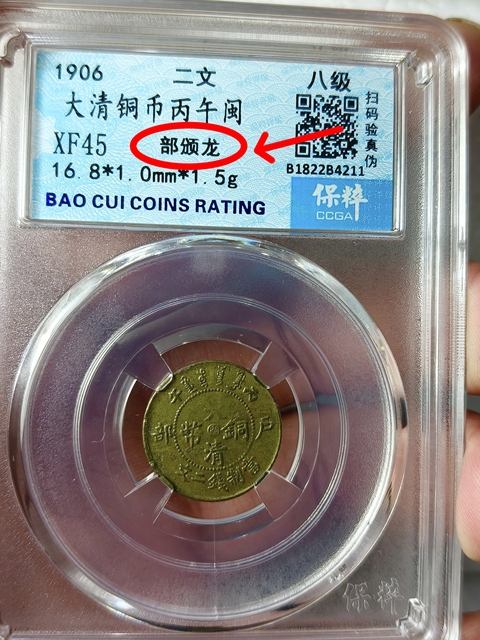 1906 二文 八级
大清铜币丙午闽
XF45 部颁龙
16.8*1.0mm*1.5g
BAO CUI COINS RATING
扫码验真伪
B1822B4211
保粹
CCGA
户部
大清铜币
保粹